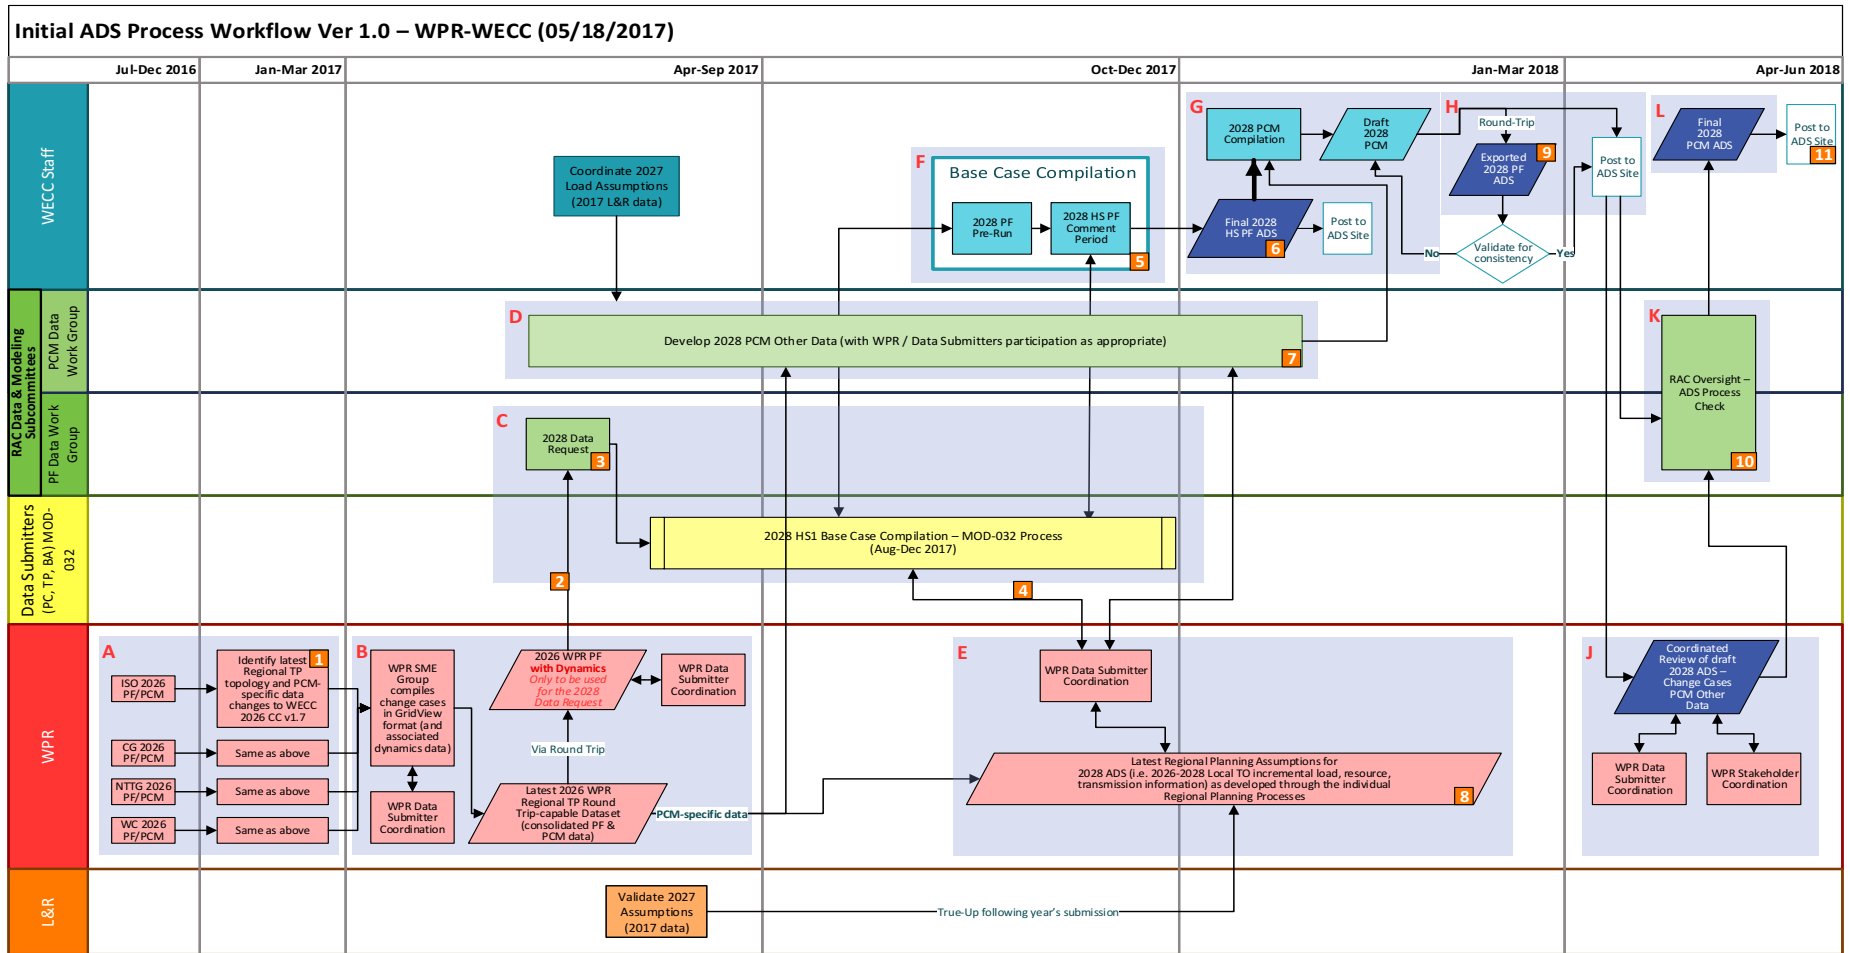 Initial ADS Process Workflow Ver 1.0 – WPR-WECC (05/18/2017)
Jul-Dec 2016
Jan-Mar 2017
Apr-Sep 2017
Oct-Dec 2017
Jan-Mar 2018
Apr-Jun 2018
WECC Staff
Coordinate 2027
Load Assumptions
(2017 L&R data)
F
Base Case Compilation
2028 PF
Pre-Run
2028 HS PF
Comment
Period
5
G
2028 PCM
Compilation
Draft
2028
PCM
Final 2028
HS PF ADS
6
Post to
ADS Site
H
Round-Trip
Exported
2028 PF
ADS
9
Validate for
consistency
No
Yes
Post to
ADS Site
L
Final
2028
PCM ADS
Post to
ADS Site
11
RAC Data & Modeling
Subcommittees
PCM Data
Work Group
PF Data Work
Group
D
Develop 2028 PCM Other Data (with WPR / Data Submitters participation as appropriate)
7
K
RAC Oversight –
ADS Process
Check
10
C
2028 Data
Request
3
Data Submitters
(PC, TP, BA) MOD-
032
2028 HS1 Base Case Compilation – MOD-032 Process
(Aug-Dec 2017)
2
4
WPR
A
ISO 2026
PF/PCM
Identify latest
Regional TP
topology and PCM-
specific data
changes to WECC
2026 CC v1.7
1
CG 2026
PF/PCM
Same as above
NTTG 2026
PF/PCM
Same as above
WC 2026
PF/PCM
Same as above
B
WPR SME
Group
compiles
change cases
in GridView
format (and
associated
dynamics data)
WPR Data
Submitter
Coordination
2026 WPR PF
with Dynamics
Only to be used
for the 2028
Data Request
WPR Data
Submitter
Coordination
Via Round Trip
Latest 2026 WPR
Regional TP Round
Trip-capable Dataset
(consolidated PF &
PCM data)
PCM-specific data
E
WPR Data Submitter
Coordination
Latest Regional Planning Assumptions for
2028 ADS (i.e. 2026-2028 Local TO incremental load, resource,
transmission information) as developed through the individual
Regional Planning Processes
8
J
Coordinated
Review of draft
2028 ADS –
Change Cases
PCM Other
Data
WPR Data
Submitter
Coordination
WPR Stakeholder
Coordination
L&R
Validate 2027
Assumptions
(2017 data)
True-Up following year's submission